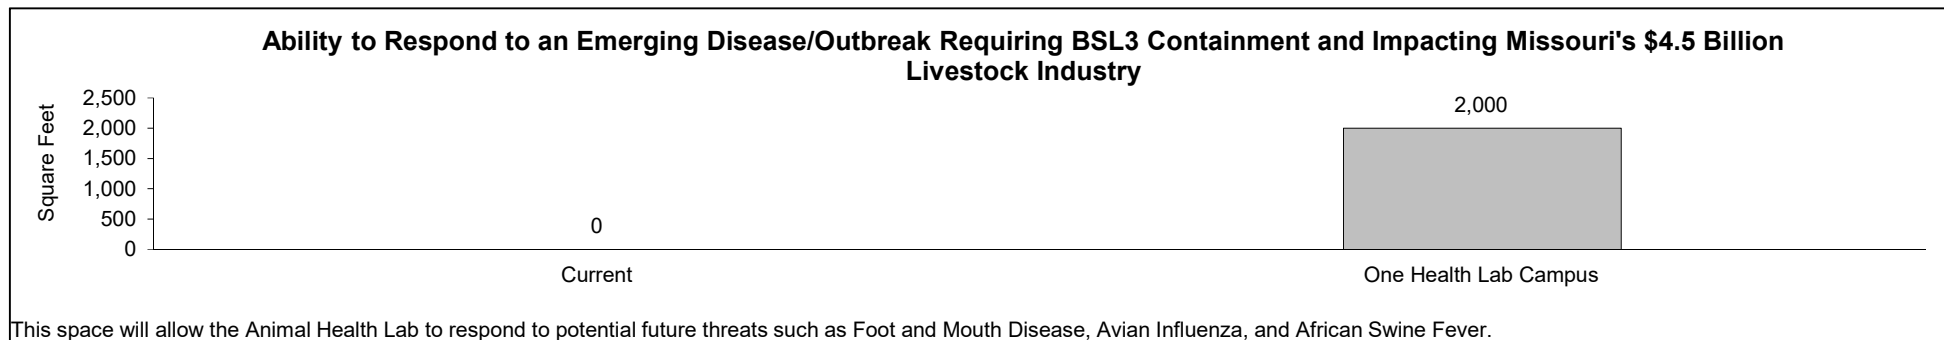 Ability to Respond to an Emerging Disease/Outbreak Requiring BSL3 Containment and Impacting Missouri's $4.5 Billion
Livestock Industry
Square Feet
2,500
2,000
1,500
1,000
500
0
0
2,000
Current
One Health Lab Campus
This space will allow the Animal Health Lab to respond to potential future threats such as Foot and Mouth Disease, Avian Influenza, and African Swine Fever.